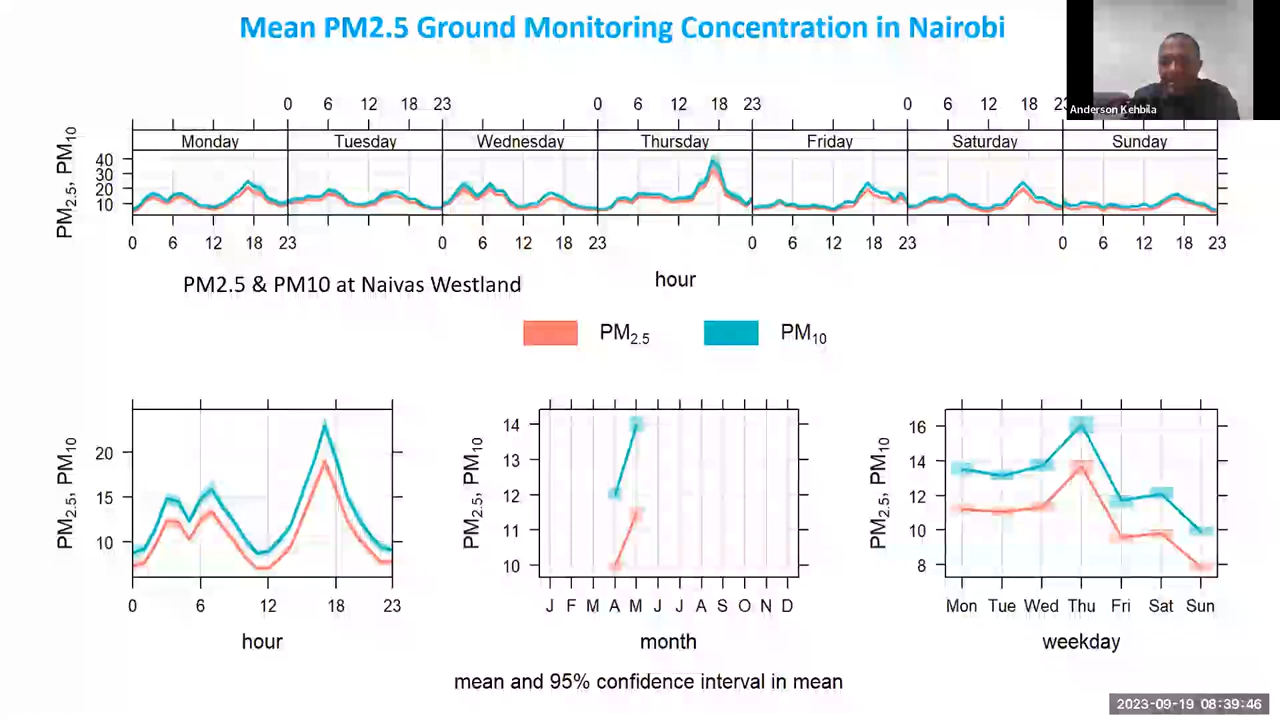 Mean PM2.5 Ground Monitoring Concentration in Nairobi
Anderson Kehbila
0 6 12 18 23 0 6 12 18 23 0 6 12 18 23
Monday Tuesday Wednesday Thursday Friday Saturday Sunday
PM2.5, PM10
40
30
20
10
0 6 12 18 23 0 6 12 18 23 0 6 12 18 23 0 6 12 18 23
hour
PM2.5 & PM10 at Naivas Westland
PM2.5 PM10
PM2.5, PM10
20
15
10
0 6 12 18 23
hour
PM2.5, PM10
14
13
12
11
10
J F M A M J J A S O N D
month
PM2.5, PM10
16
14
12
10
8
Mon Tue Wed Thu Fri Sat Sun
weekday
mean and 95% confidence interval in mean
2023-09-19 08:39:46